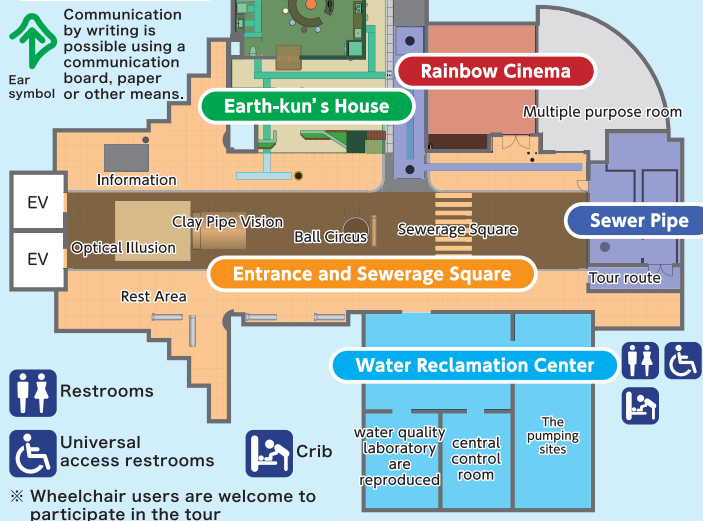 Communication
by writing is
possible using a
communication
board, paper
or other means.
Ear
symbol
Rainbow Cinema
Earth-kun's House
Multiple purpose room
Information
EV
Clay Pipe Vision
Ball Circus
Sewerage Square
Sewer Pipe
EV
Optical Illusion
Entrance and Sewerage Square
Tour route
Rest Area
Water Reclamation Center
Restrooms
Universal
access restrooms
Crib
water quality
laboratory
are
reproduced
central
control
room
The
pumping
sites
※ Wheelchair users are welcome to
participate in the tour